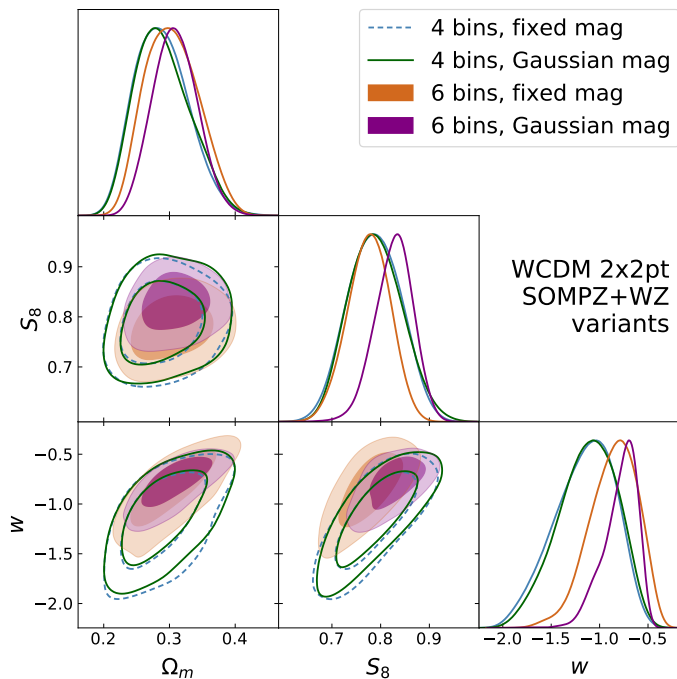 4 bins, fixed mag
4 bins, Gaussian mag
6 bins, fixed mag
6 bins, Gaussian mag
WCDM 2x2pt
SOMPZ+WZ
variants
0.9
0.8
0.7
S₈
−0.5
−1.0
−1.5
−2.0
w
0.2 0.3 0.4
0.7 0.8 0.9
−2.0 −1.5 −1.0 −0.5
Ωₘ
S₈
w